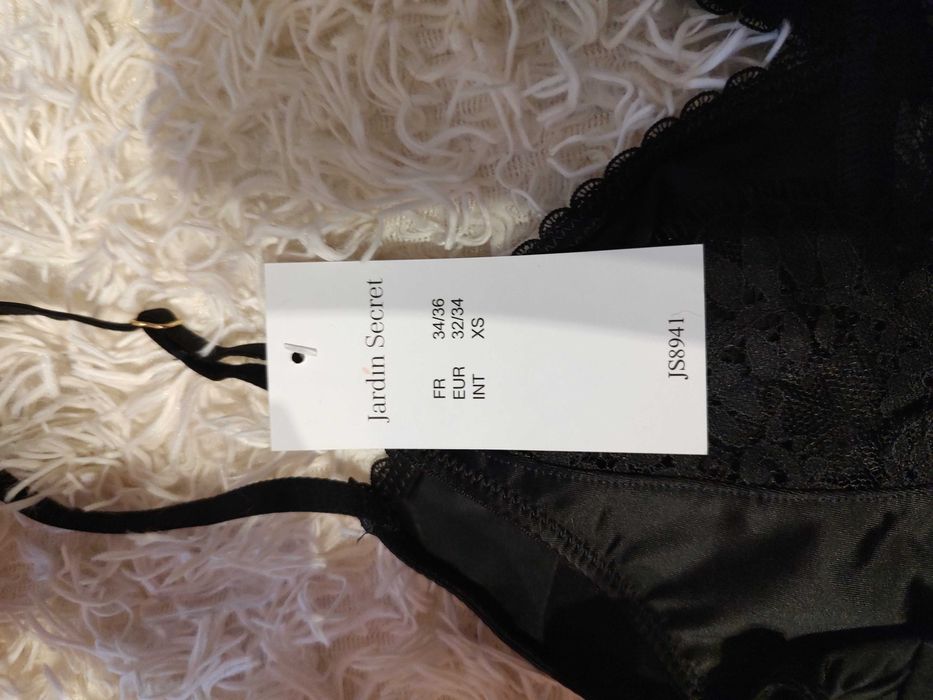 Jardin Secret
FR 34/36
EUR 32/34
INT XS
JS8941